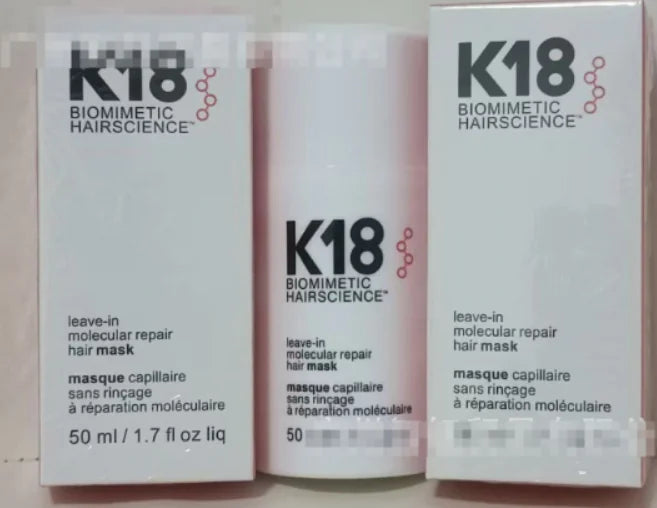 K18
BIOMIMETIC
HAIRSCIENCE™
leave-in
molecular repair
hair mask
masque capillaire
sans rinçage
à réparation moléculaire
50 ml / 1.7 fl oz liq
K18
BIOMIMETIC
HAIRSCIENCE™
leave-in
molecular repair
hair mask
masque capillaire
sans rinçage
à réparation moléculaire
50
K18
BIOMIMETIC
HAIRSCIENCE™
leave-in
molecular repair
hair mask
masque capillaire
sans rinçage
à réparation moléculaire